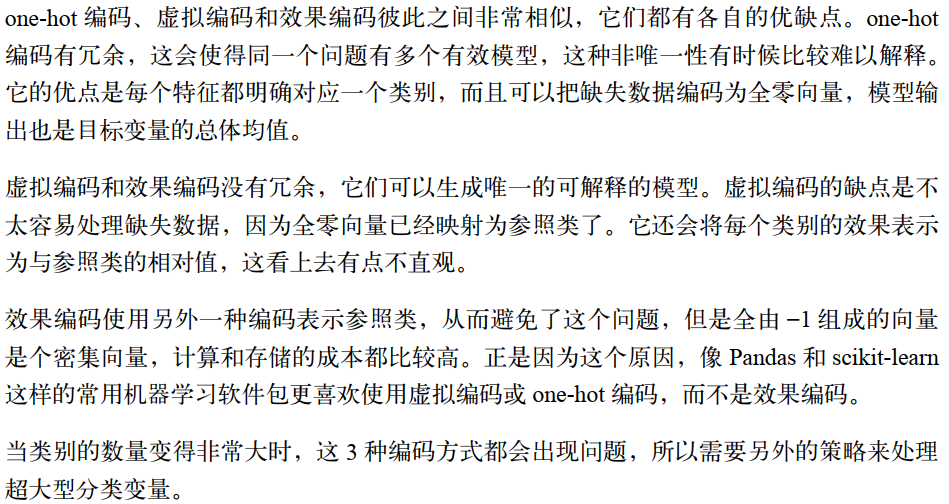 one-hot 编码、虚拟编码和效果编码彼此之间非常相似，它们都有各自的优缺点。one-hot
编码有冗余，这会使得同一个问题有多个有效模型，这种非唯一性有时候比较难以解释。
它的优点是每个特征都明确对应一个类别，而且可以把缺失数据编码为全零向量，模型输
出也是目标变量的总体均值。
虚拟编码和效果编码没有冗余，它们可以生成唯一的可解释的模型。虚拟编码的缺点是不
太容易处理缺失数据，因为全零向量已经映射为参照类了。它还会将每个类别的效果表示
为与参照类的相对值，这看上去有点不直观。
效果编码使用另外一种编码表示参照类，从而避免了这个问题，但是全由 −1 组成的向量
是个密集向量，计算和存储的成本都比较高。正是因为这个原因，像 Pandas 和 scikit-learn
这样的常用机器学习软件包更喜欢使用虚拟编码或 one-hot 编码，而不是效果编码。
当类别的数量变得非常大时，这 3 种编码方式都会出现问题，所以需要另外的策略来处理
超大型分类变量。